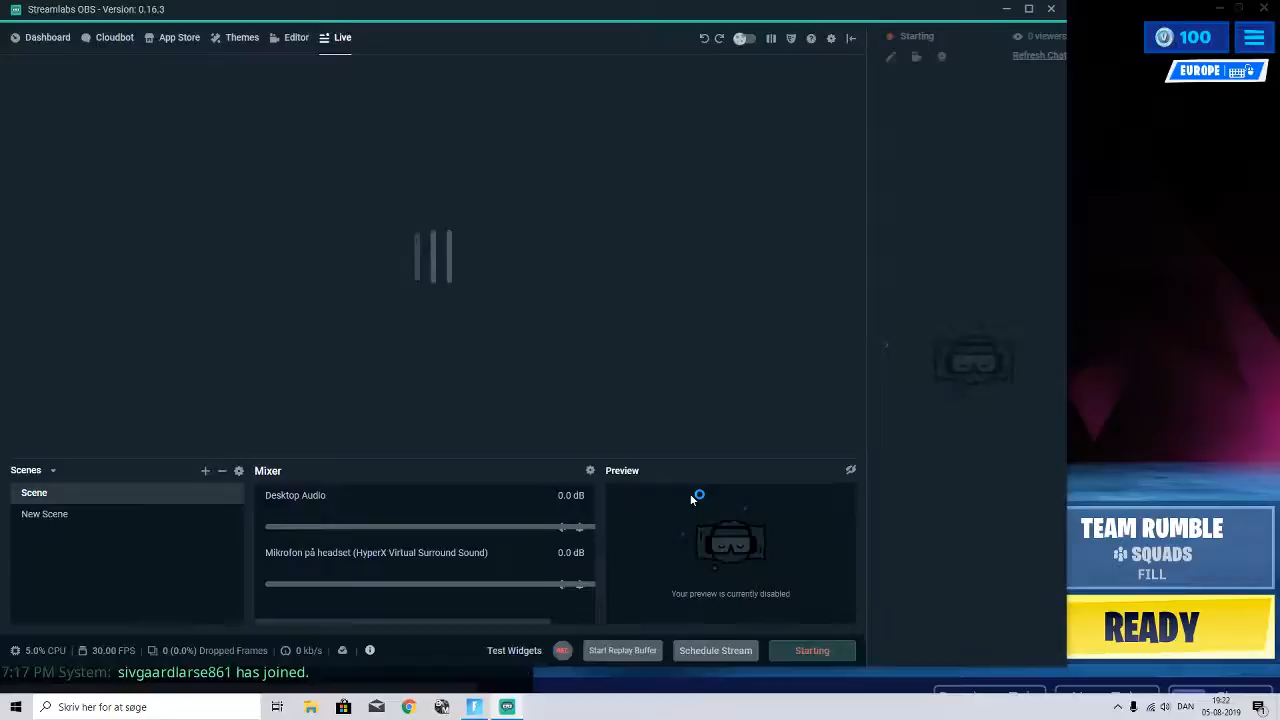 Streamlabs OBS - Version: 0.16.3
Dashboard
Cloudbot
App Store
Themes
Editor
Live
Starting
0 viewers
Refresh Chat
100
EUROPE
Scenes
Scene
New Scene
Mixer
Desktop Audio 0.0 dB
Mikrofon på headset (HyperX Virtual Surround Sound) 0.0 dB
Preview
Your preview is currently disabled
TEAM RUMBLE
SQUADS
FILL
READY
5.0% CPU
30.00 FPS
0 (0.0%) Dropped Frames
0 kb/s
Test Widgets
REC
Start Replay Buffer
Schedule Stream
Starting
7:17 PM System: sivgaardlarse861 has joined.
Skriv her for at søge
DAN
19:22
05-08-2019